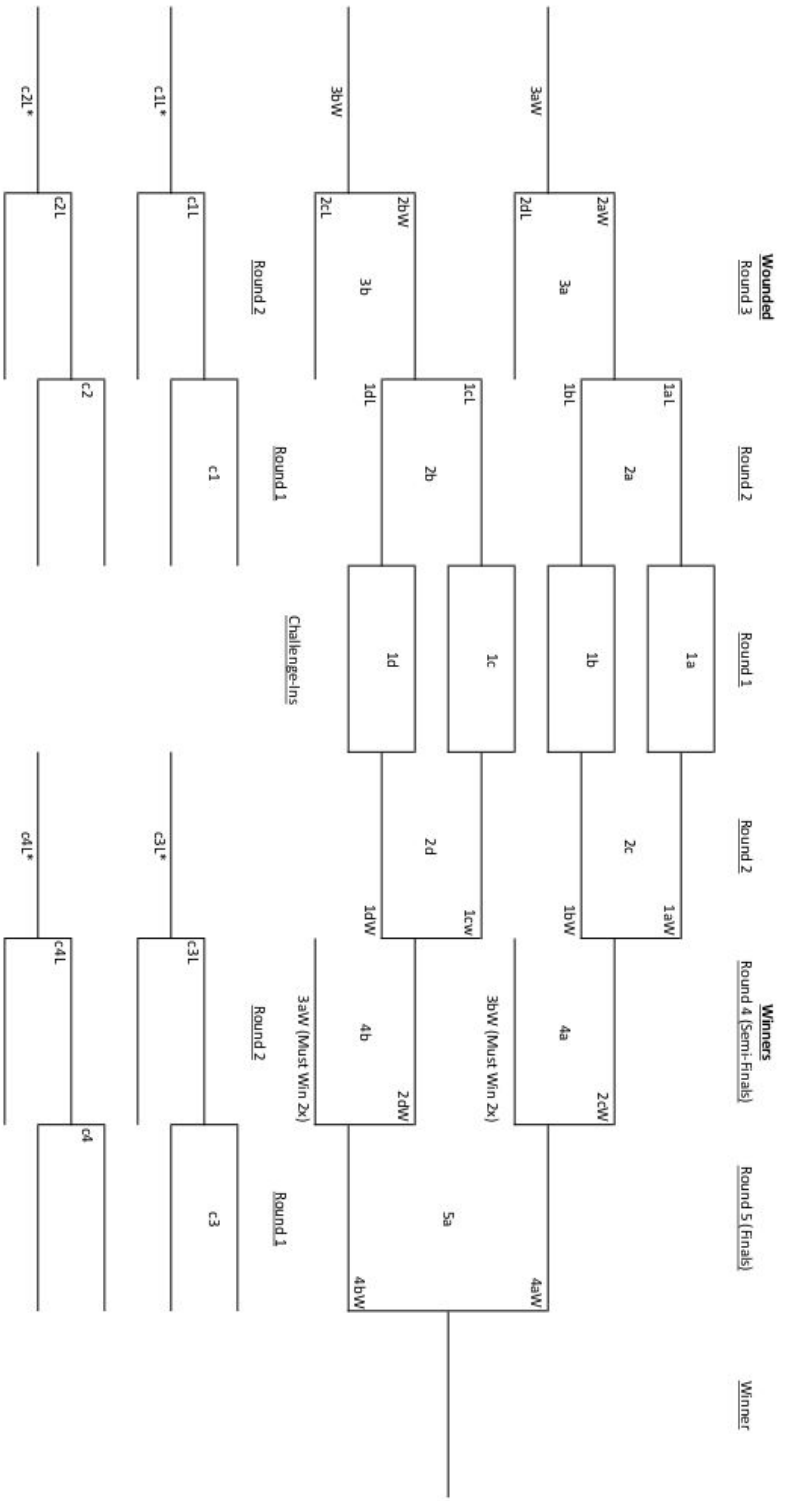 Wounded
Winners
Round 3
Round 2
Round 1
Round 2
Round 4 (Semi-Finals)
Round 5 (Finals)
Winner
1a
1aL
1aW
2aW
2a
2c
2cW
1b
3a
4a
1bL
1bW
3aW
4aW
2dL
3bW (Must Win 2x)
1c
1cL
1cw
5a
2bW
2b
2d
2dW
1d
3b
4b
1dL
1dW
3bW
4bW
2cL
3aW (Must Win 2x)
Challenge-Ins
Round 2
Round 1
Round 2
Round 1
c1
c3
c1L
c3L
c1L*
c3L*
c2
c4
c2L
c4L
c2L*
c4L*